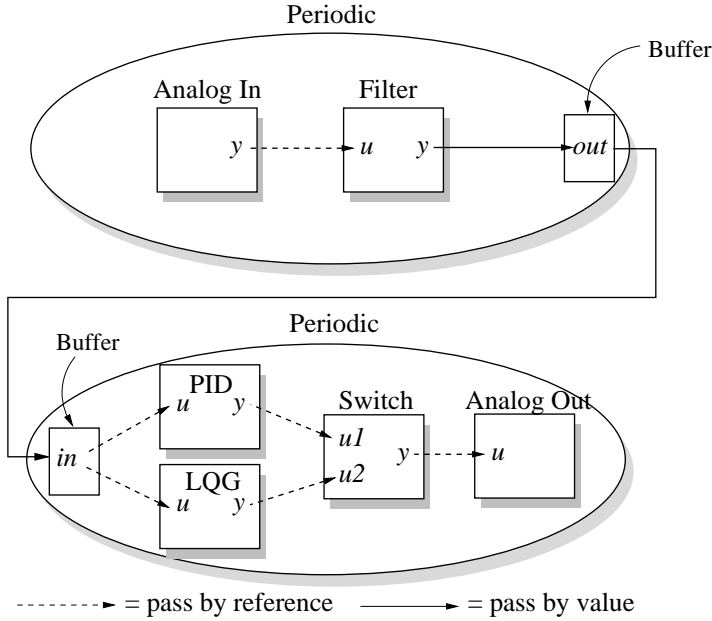 Periodic
Buffer
Analog In
Filter
y
u
y
out
Periodic
Buffer
PID
u
y
Switch
Analog Out
in
u1
u2
y
u
LQG
u
y
= pass by reference
= pass by value